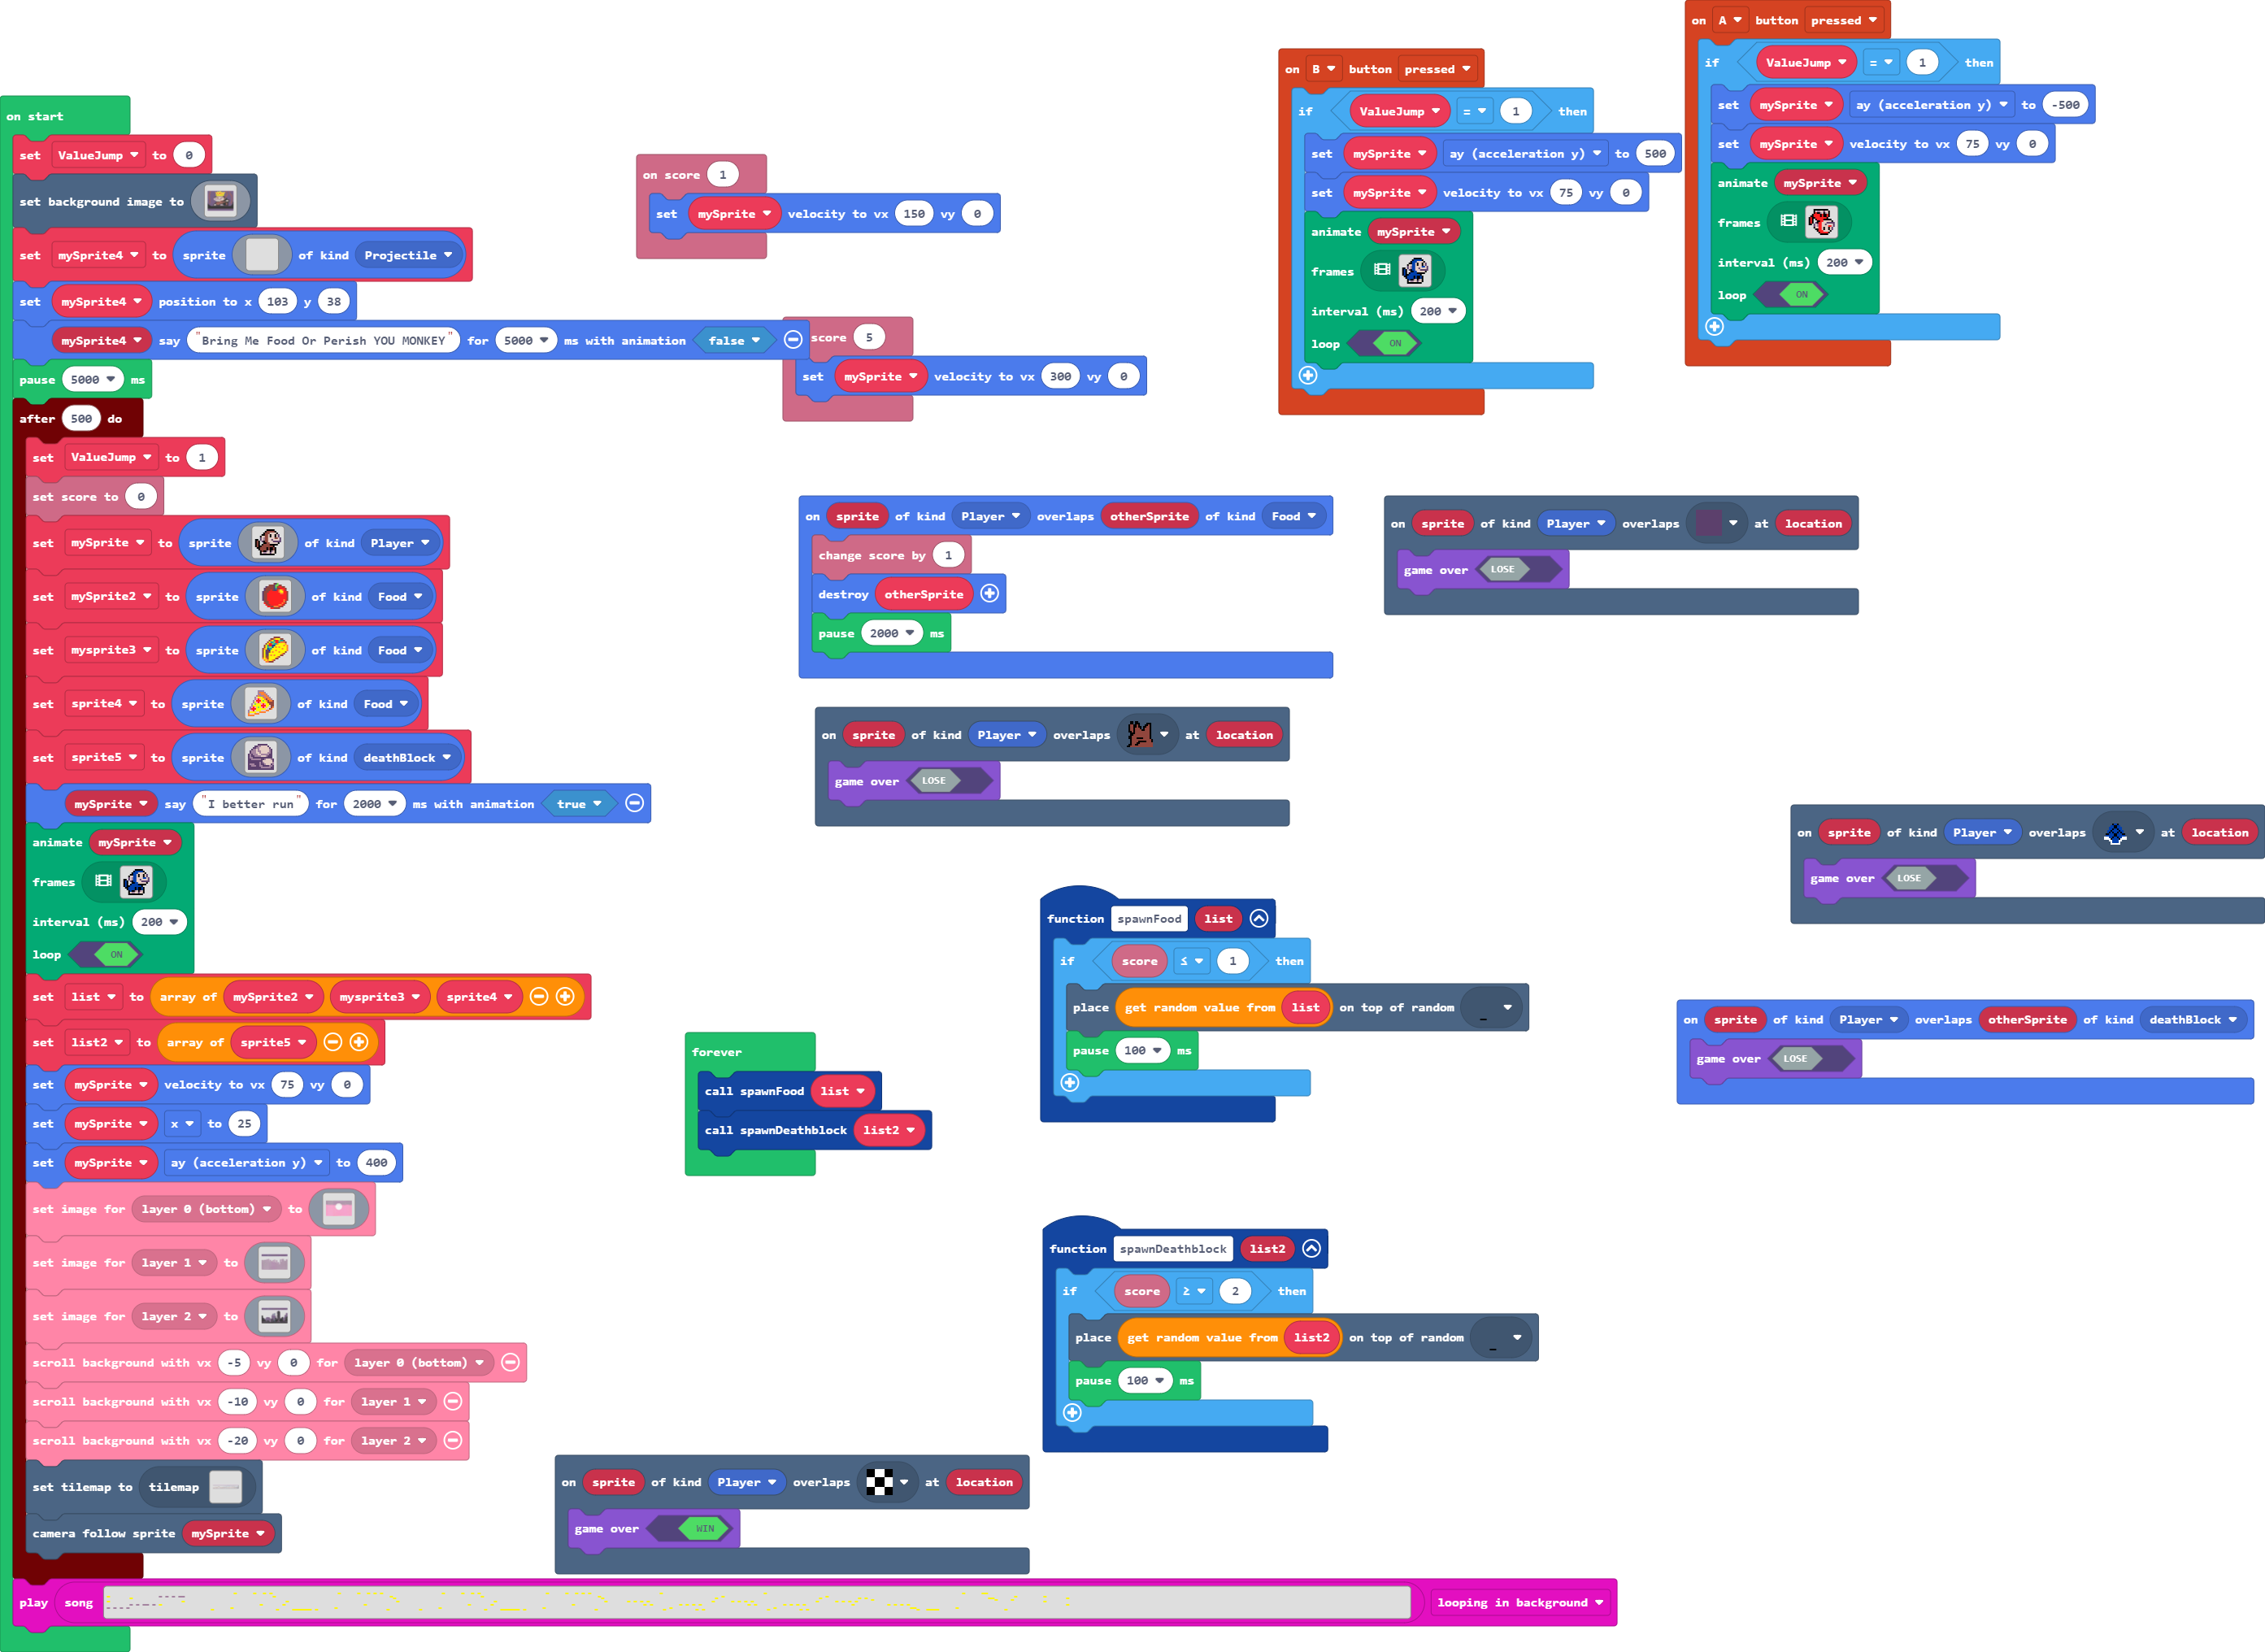 on start
set ValueJump to 0
set background image to
set mySprite4 to sprite of kind Projectile
set mySprite4 position to x 103 y 38
mySprite4 say "Bring Me Food Or Perish YOU MONKEY" for 5000 ms with animation false
pause 5000 ms
after 500 do
set ValueJump to 1
set score to 0
set mySprite to sprite of kind Player
set mySprite2 to sprite of kind Food
set mysprite3 to sprite of kind Food
set sprite4 to sprite of kind Food
set sprite5 to sprite of kind deathBlock
mySprite say "I better run" for 2000 ms with animation true
animate mySprite
frames
interval (ms) 200
loop ON
set list to array of mySprite2 mysprite3 sprite4
set list2 to array of sprite5
set mySprite velocity to vx 75 vy 0
set mySprite x to 25
set mySprite ay (acceleration y) to 400
set image for layer 0 (bottom) to
set image for layer 1 to
set image for layer 2 to
scroll background with vx -5 vy 0 for layer 0 (bottom)
scroll background with vx -10 vy 0 for layer 1
scroll background with vx -20 vy 0 for layer 2
set tilemap to tilemap
camera follow sprite mySprite
play song looping in background
on score 1
set mySprite velocity to vx 150 vy 0
score 5
set mySprite velocity to vx 300 vy 0
on B button pressed
if ValueJump = 1 then
set mySprite ay (acceleration y) to 500
set mySprite velocity to vx 75 vy 0
animate mySprite
frames
interval (ms) 200
loop ON
on A button pressed
if ValueJump = 1 then
set mySprite ay (acceleration y) to -500
set mySprite velocity to vx 75 vy 0
animate mySprite
frames
interval (ms) 200
loop ON
on sprite of kind Player overlaps otherSprite of kind Food
change score by 1
destroy otherSprite
pause 2000 ms
on sprite of kind Player overlaps at location
game over LOSE
on sprite of kind Player overlaps at location
game over LOSE
on sprite of kind Player overlaps at location
game over LOSE
function spawnFood list
if score ≤ 1 then
place get random value from list on top of random
pause 100 ms
on sprite of kind Player overlaps otherSprite of kind deathBlock
game over LOSE
forever
call spawnFood list
call spawnDeathblock list2
function spawnDeathblock list2
if score ≥ 2 then
place get random value from list2 on top of random
pause 100 ms
on sprite of kind Player overlaps at location
game over WIN